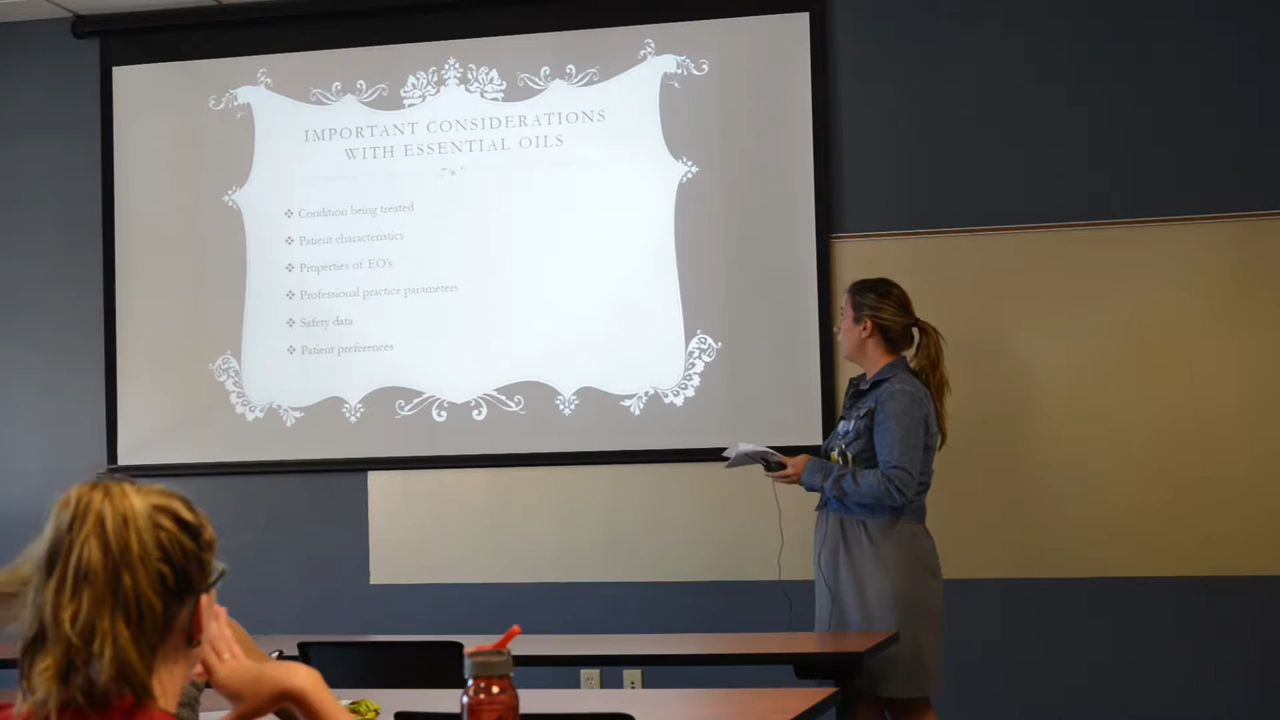 IMPORTANT CONSIDERATIONS
WITH ESSENTIAL OILS
❖ Condition being treated
❖ Patient characteristics
❖ Properties of EO's
❖ Professional practice parameters
❖ Safety data
❖ Patient preferences